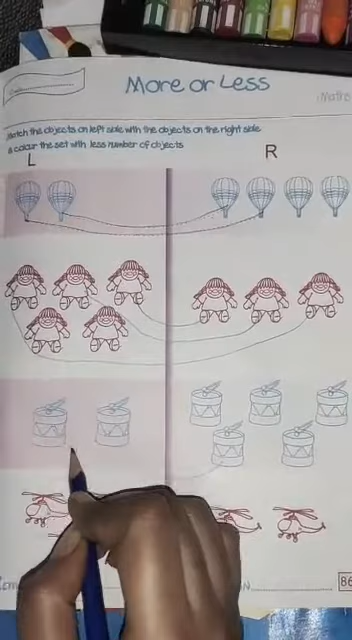 More or Less
Maths
Match the objects on left side with the objects on the right side
& colour the set with less number of objects
L
R
86